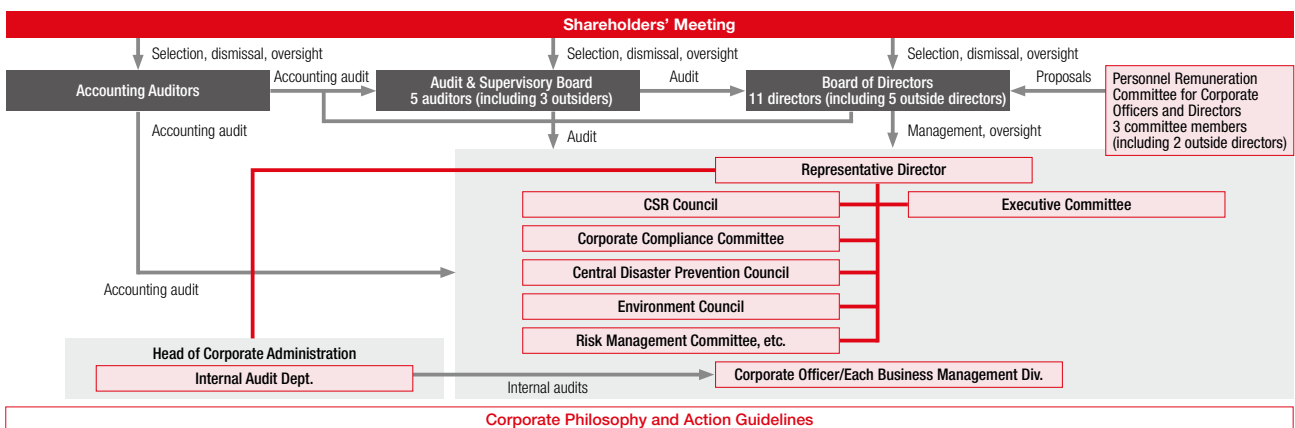 Shareholders' Meeting
Selection, dismissal, oversight
Selection, dismissal, oversight
Selection, dismissal, oversight
Accounting Auditors
Accounting audit
Audit & Supervisory Board
5 auditors (including 3 outsiders)
Audit
Board of Directors
11 directors (including 5 outside directors)
Proposals
Personnel Remuneration
Committee for Corporate
Officers and Directors
3 committee members
(including 2 outside directors)
Accounting audit
Audit
Management, oversight
Representative Director
CSR Council
Executive Committee
Corporate Compliance Committee
Central Disaster Prevention Council
Accounting audit
Environment Council
Risk Management Committee, etc.
Head of Corporate Administration
Internal Audit Dept.
Internal audits
Corporate Officer/Each Business Management Div.
Corporate Philosophy and Action Guidelines